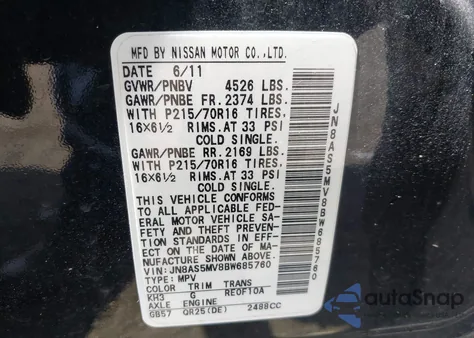 MFD BY NISSAN MOTOR CO.,LTD.
DATE 6/11
GVWR/PNBV 4526 LBS.
GAWR/PNBE FR. 2374 LBS.
WITH P215/70R16 TIRES,
16X6½ RIMS.AT 33 PSI
COLD SINGLE.
GAWR/PNBE RR. 2169 LBS.
WITH P215/70R16 TIRES,
16X6½ RIMS.AT 33 PSI
COLD SINGLE.
THIS VEHICLE CONFORMS
TO ALL APPLICABLE FED-
ERAL MOTOR VEHICLE SA-
FETY AND THEFT PREVENTION
STANDARDS IN EFFECT
ON THE DATE OF MA-
NUFACTURE SHOWN ABOVE.
VIN:JN8AS5MV8BW685760
TYPE: MPV
COLOR TRIM TRANS
KH3 G RE0F10A
AXLE ENGINE
GB57 QR25(DE) 2488CC
JN8AS5MV8BW685760
autoSnap